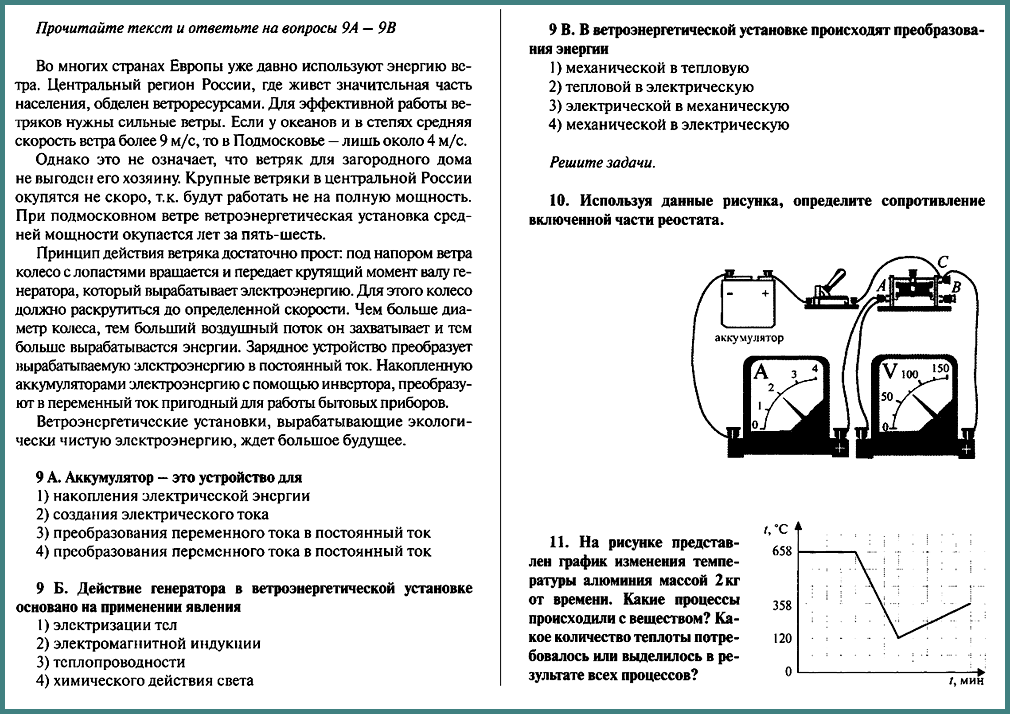 Прочитайте текст и ответьте на вопросы 9А – 9В
Во многих странах Европы уже давно используют энергию ве-
тра. Центральный регион России, где живет значительная часть
населения, обделен ветроресурсами. Для эффективной работы ве-
тряков нужны сильные ветры. Если у океанов и в степях средняя
скорость ветра более 9 м/с, то в Подмосковье – лишь около 4 м/с.
Однако это не означает, что ветряк для загородного дома
не выгоден его хозяину. Крупные ветряки в центральной России
окупятся не скоро, т.к. будут работать не на полную мощность.
При подмосковном ветре ветроэнергетическая установка сред-
ней мощности окупается лет за пять-шесть.
Принцип действия ветряка достаточно прост: под напором ветра
колесо с лопастями вращается и передает крутящий момент валу ге-
нератора, который вырабатывает электроэнергию. Для этого колесо
должно раскрутиться до определенной скорости. Чем больше диа-
метр колеса, тем больший воздушный поток он захватывает и тем
больше вырабатывается энергии. Зарядное устройство преобразует
вырабатываемую электроэнергию в постоянный ток. Накопленную
аккумуляторами электроэнергию с помощью инвертора, преобразу-
ют в переменный ток пригодный для работы бытовых приборов.
Ветроэнергетические установки, вырабатывающие экологи-
чески чистую электроэнергию, ждет большое будущее.
9 А. Аккумулятор – это устройство для
1) накопления электрической энергии
2) создания электрического тока
3) преобразования переменного тока в постоянный ток
4) преобразования переменного тока в постоянный ток
9 Б. Действие генератора в ветроэнергетической установке
основано на применении явления
1) электризации тел
2) электромагнитной индукции
3) теплопроводности
4) химического действия света
9 В. В ветроэнергетической установке происходят преобразова-
ния энергии
1) механической в тепловую
2) тепловой в электрическую
3) электрической в механическую
4) механической в электрическую
Решите задачи.
10. Используя данные рисунка, определите сопротивление
включенной части реостата.
– +
аккумулятор
A C B
A 0 1 2 3 4
V 0 50 100 150
+ +
11. На рисунке представ-
лен график изменения темпе-
ратуры алюминия массой 2 кг
от времени. Какие процессы
происходили с веществом? Ка-
кое количество теплоты потре-
бовалось или выделилось в ре-
зультате всех процессов?
t, °C
658
358
120
0
t, мин